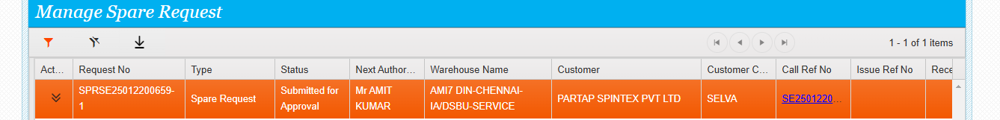 Manage Spare Request
1 - 1 of 1 items
Act... Request No Type Status Next Author... Warehouse Name Customer Customer C... Call Ref No Issue Ref No Rece
SPRSE25012200659-1 Spare Request Submitted for Approval Mr AMIT KUMAR AMI7 DIN-CHENNAI-IA/DSBU-SERVICE PARTAP SPINTEX PVT LTD SELVA SE2501220...